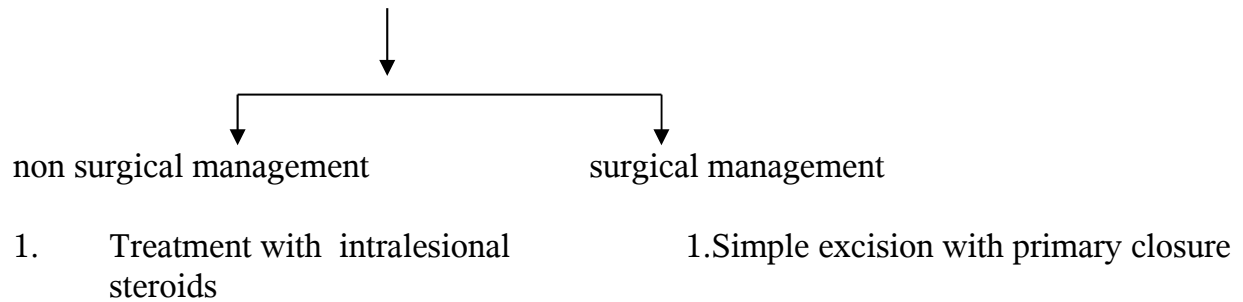 non surgical management surgical management
1. Treatment with intralesional 1.Simple excision with primary closure
steroids